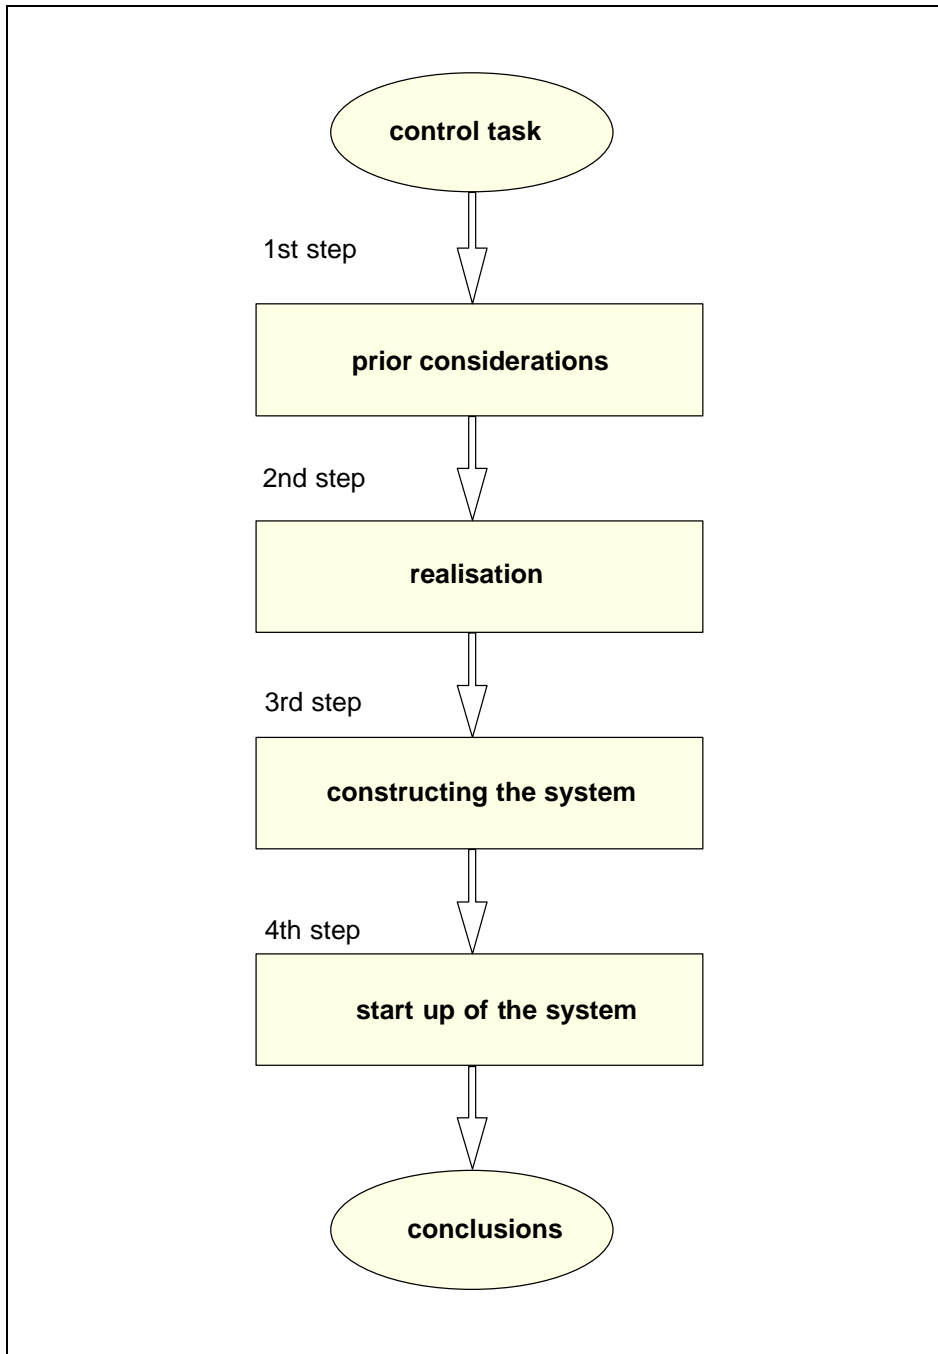 control task
1st step
prior considerations
2nd step
realisation
3rd step
constructing the system
4th step
start up of the system
conclusions